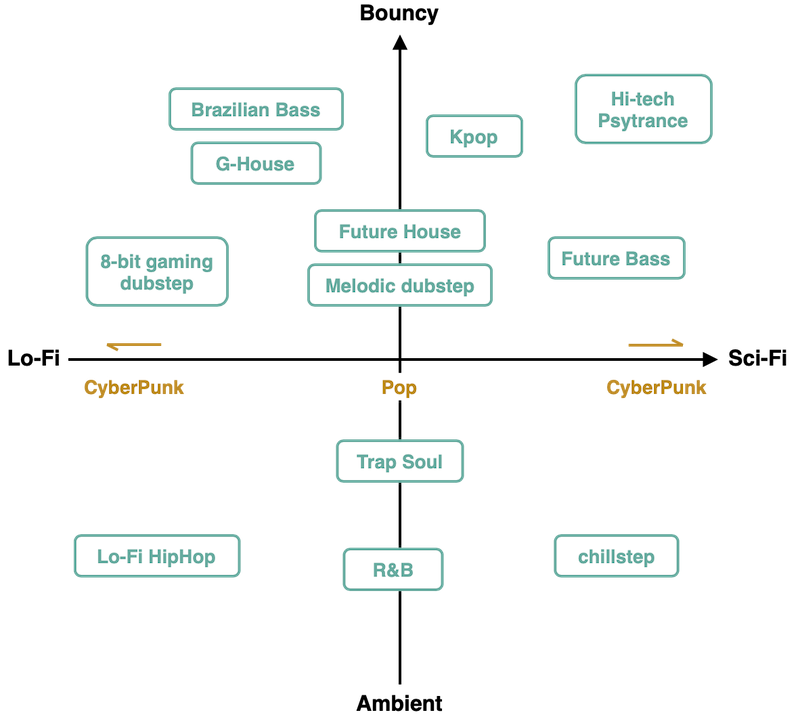 Bouncy
Brazilian Bass
Hi-tech
Psytrance
Kpop
G-House
Future House
8-bit gaming
dubstep
Future Bass
Melodic dubstep
Lo-Fi
Sci-Fi
CyberPunk
Pop
CyberPunk
Trap Soul
Lo-Fi HipHop
R&B
chillstep
Ambient